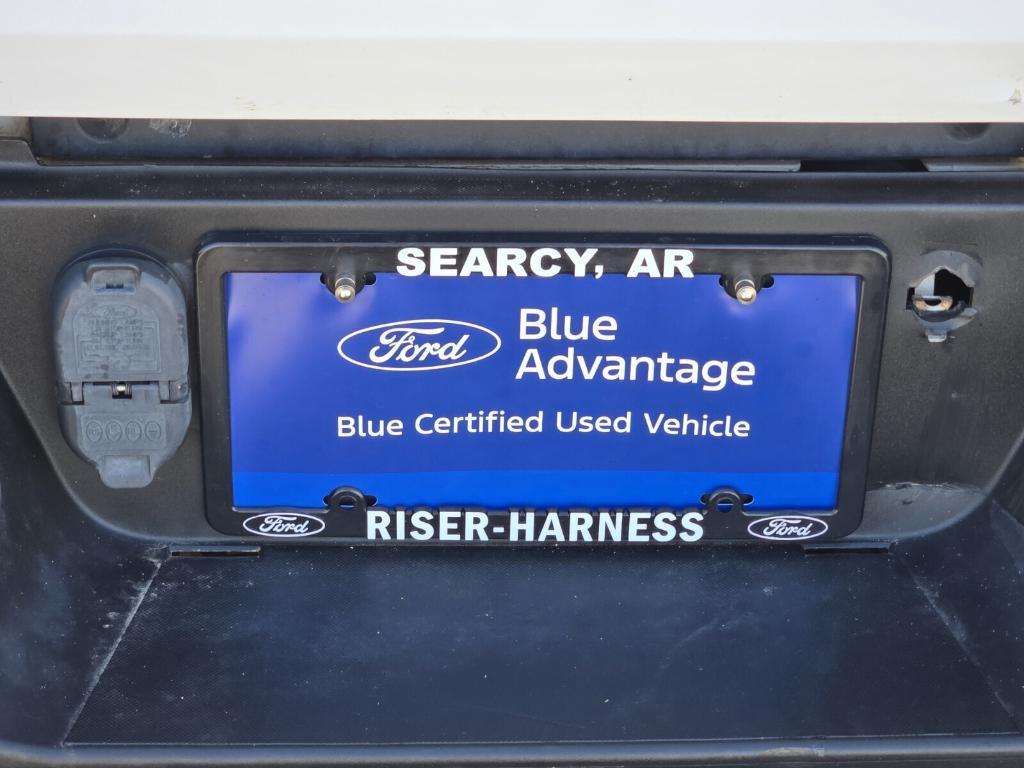 SEARCY, AR
Ford
Blue
Advantage
Blue Certified Used Vehicle
Ford RISER-HARNESS Ford